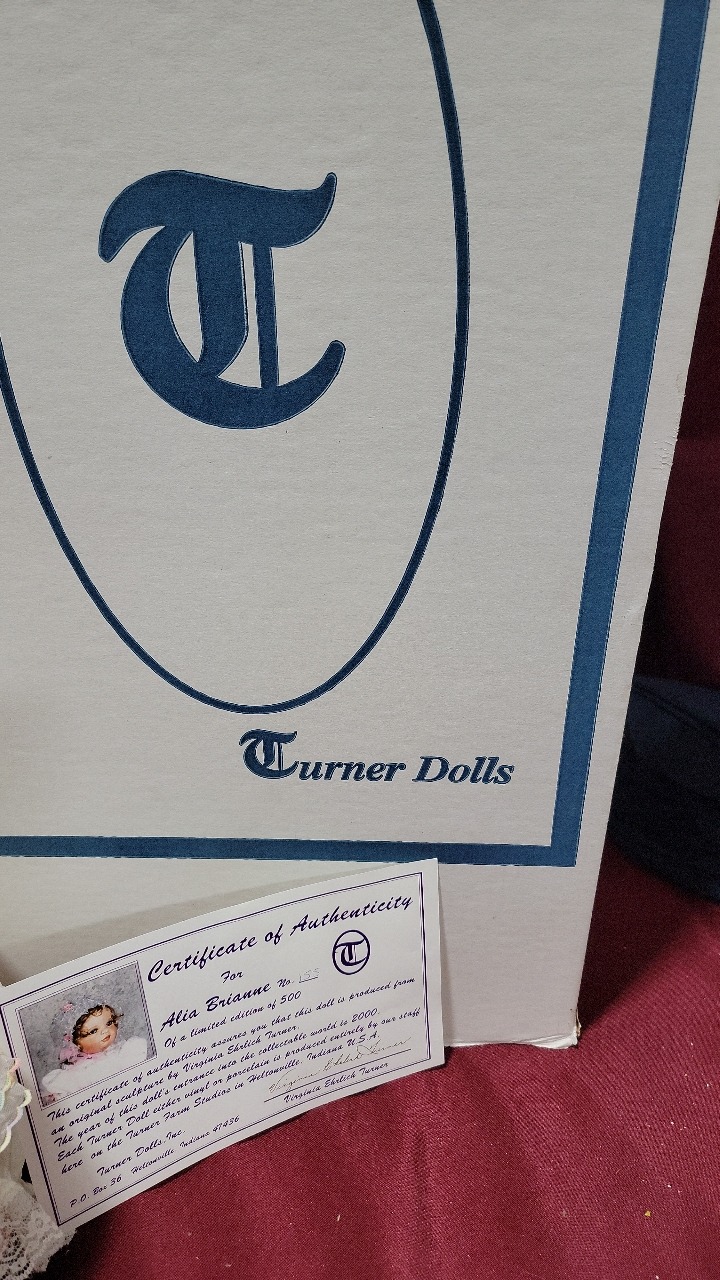 T
Turner Dolls
Certificate of Authenticity
For
T
Alia Brianne No. 155
Of a limited edition of 500
This certificate of authenticity assures you that this doll is produced from
an original sculpture by Virginia Ehrlich Turner.
The year of this doll's entrance into the collectable world is 2000.
Each Turner Doll either vinyl or porcelain is produced entirely by our staff
here on the Turner Farm Studios in Heltonville, Indiana U.S.A.
Virginia Ehrlich Turner
Virginia Ehrlich Turner
Turner Dolls, Inc.
P.O. Box 36 Heltonville Indiana 47436